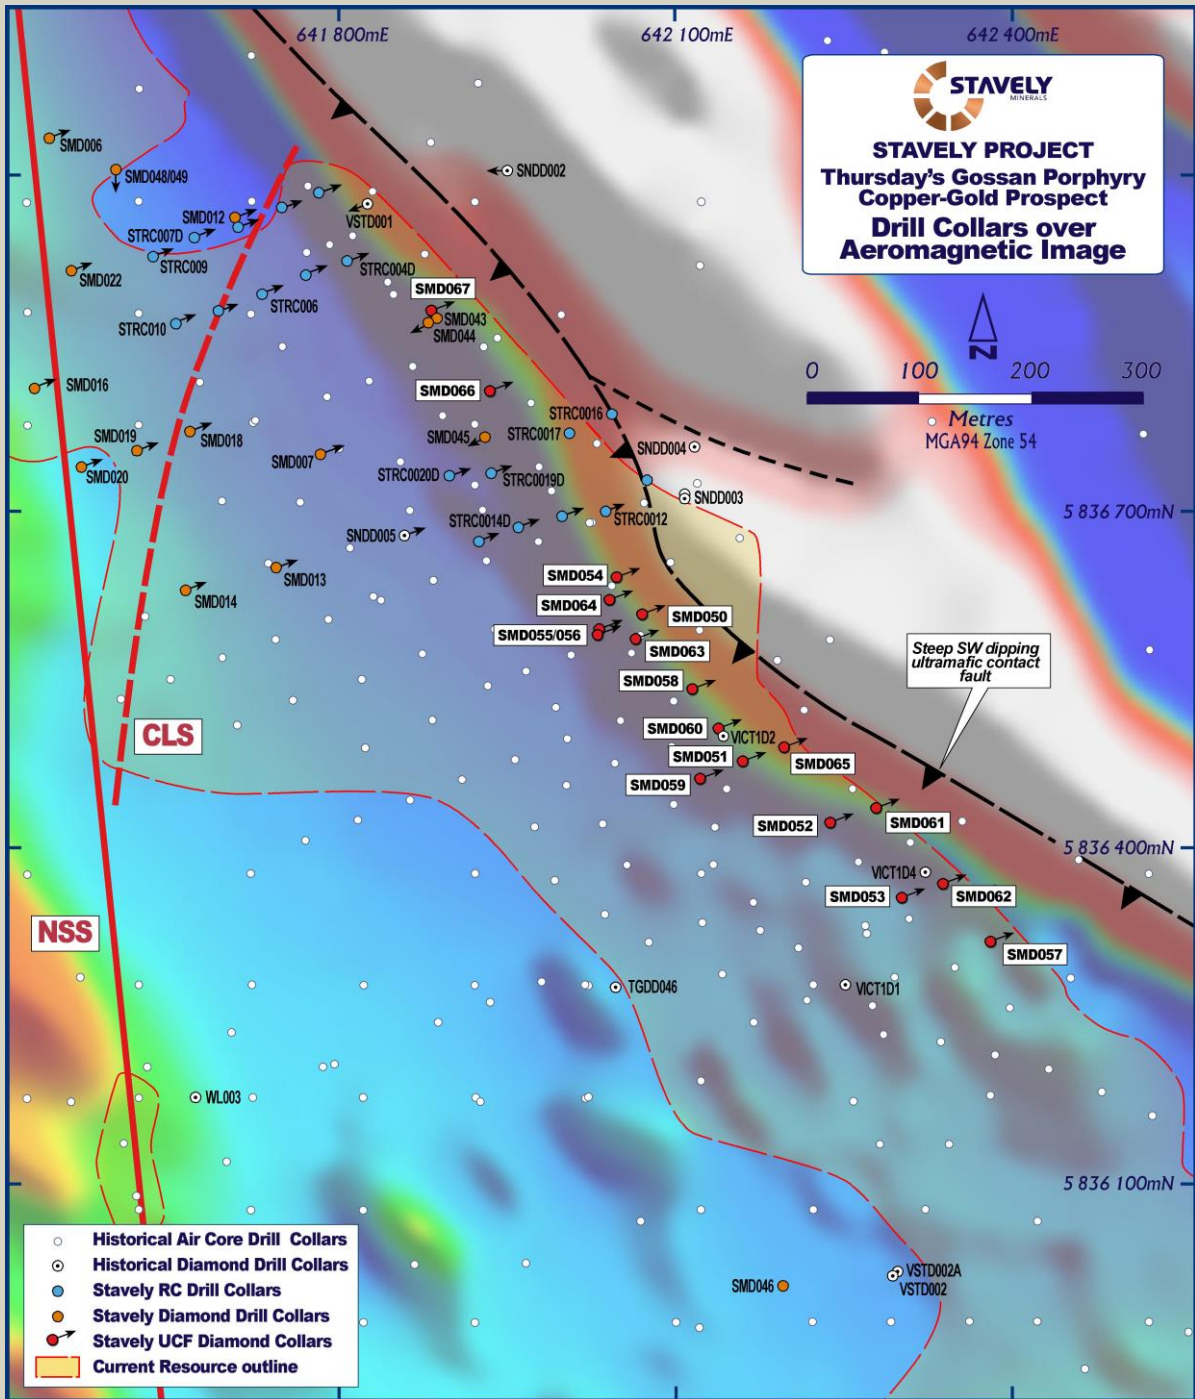 641 800mE
642 100mE
642 400mE
STAVELY
MINERALS
STAVELY PROJECT
Thursday's Gossan Porphyry
Copper-Gold Prospect
Drill Collars over
Aeromagnetic Image
N
0 100 200 300
Metres
MGA94 Zone 54
SMD006
SMD048/049
SNDD002
SMD012
VSTD001
STRC007D
STRC009
STRC004D
SMD022
SMD067
STRC006
SMD043
STRC010
SMD044
SMD016
SMD066
STRC0016
SMD019
SMD018
STRC0017
SMD045
SNDD004
SMD007
SMD020
STRC0020D
STRC0019D
SNDD003
5 836 700mN
STRC0014D
STRC0012
SNDD005
SMD013
SMD054
SMD014
SMD064
SMD050
SMD055/056
SMD063
Steep SW dipping
ultramafic contact
fault
SMD058
CLS
SMD060
VICT1D2
SMD051
SMD065
SMD059
SMD052
SMD061
5 836 400mN
VICT1D4
SMD053
SMD062
NSS
SMD057
TGDD046
VICT1D1
WL003
5 836 100mN
SMD046
VSTD002A
VSTD002
Historical Air Core Drill Collars
Historical Diamond Drill Collars
Stavely RC Drill Collars
Stavely Diamond Drill Collars
Stavely UCF Diamond Collars
Current Resource outline